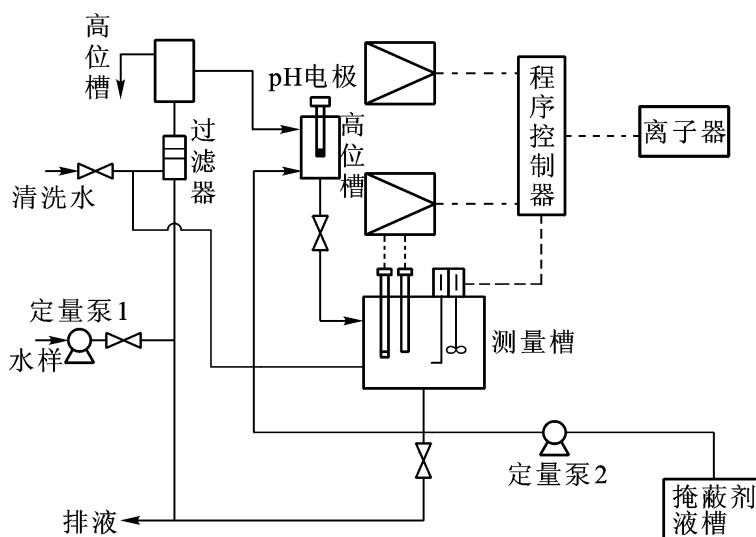 高位槽
pH电极
过滤器
高位槽
程序控制器
离子器
清洗水
定量泵1
水样
测量槽
定量泵2
掩蔽剂
液槽
排液